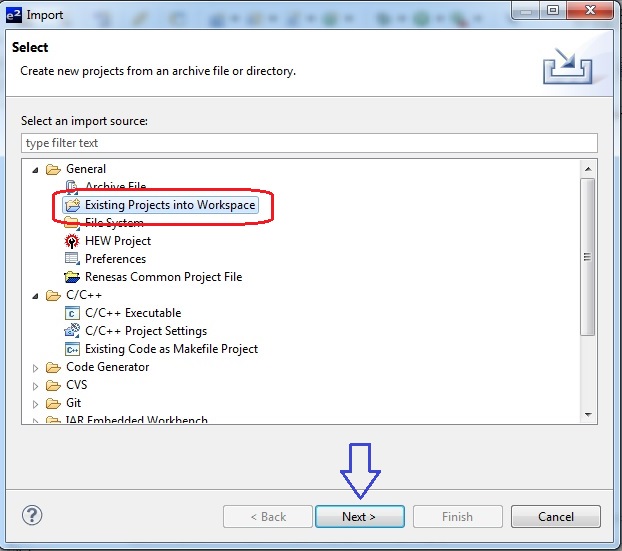 e² Import
Select
Create new projects from an archive file or directory.
Select an import source:
type filter text
General
Archive File
Existing Projects into Workspace
File System
HEW Project
Preferences
Renesas Common Project File
C/C++
C/C++ Executable
C/C++ Project Settings
Existing Code as Makefile Project
Code Generator
CVS
Git
IAR Embedded Workbench
< Back Next > Finish Cancel